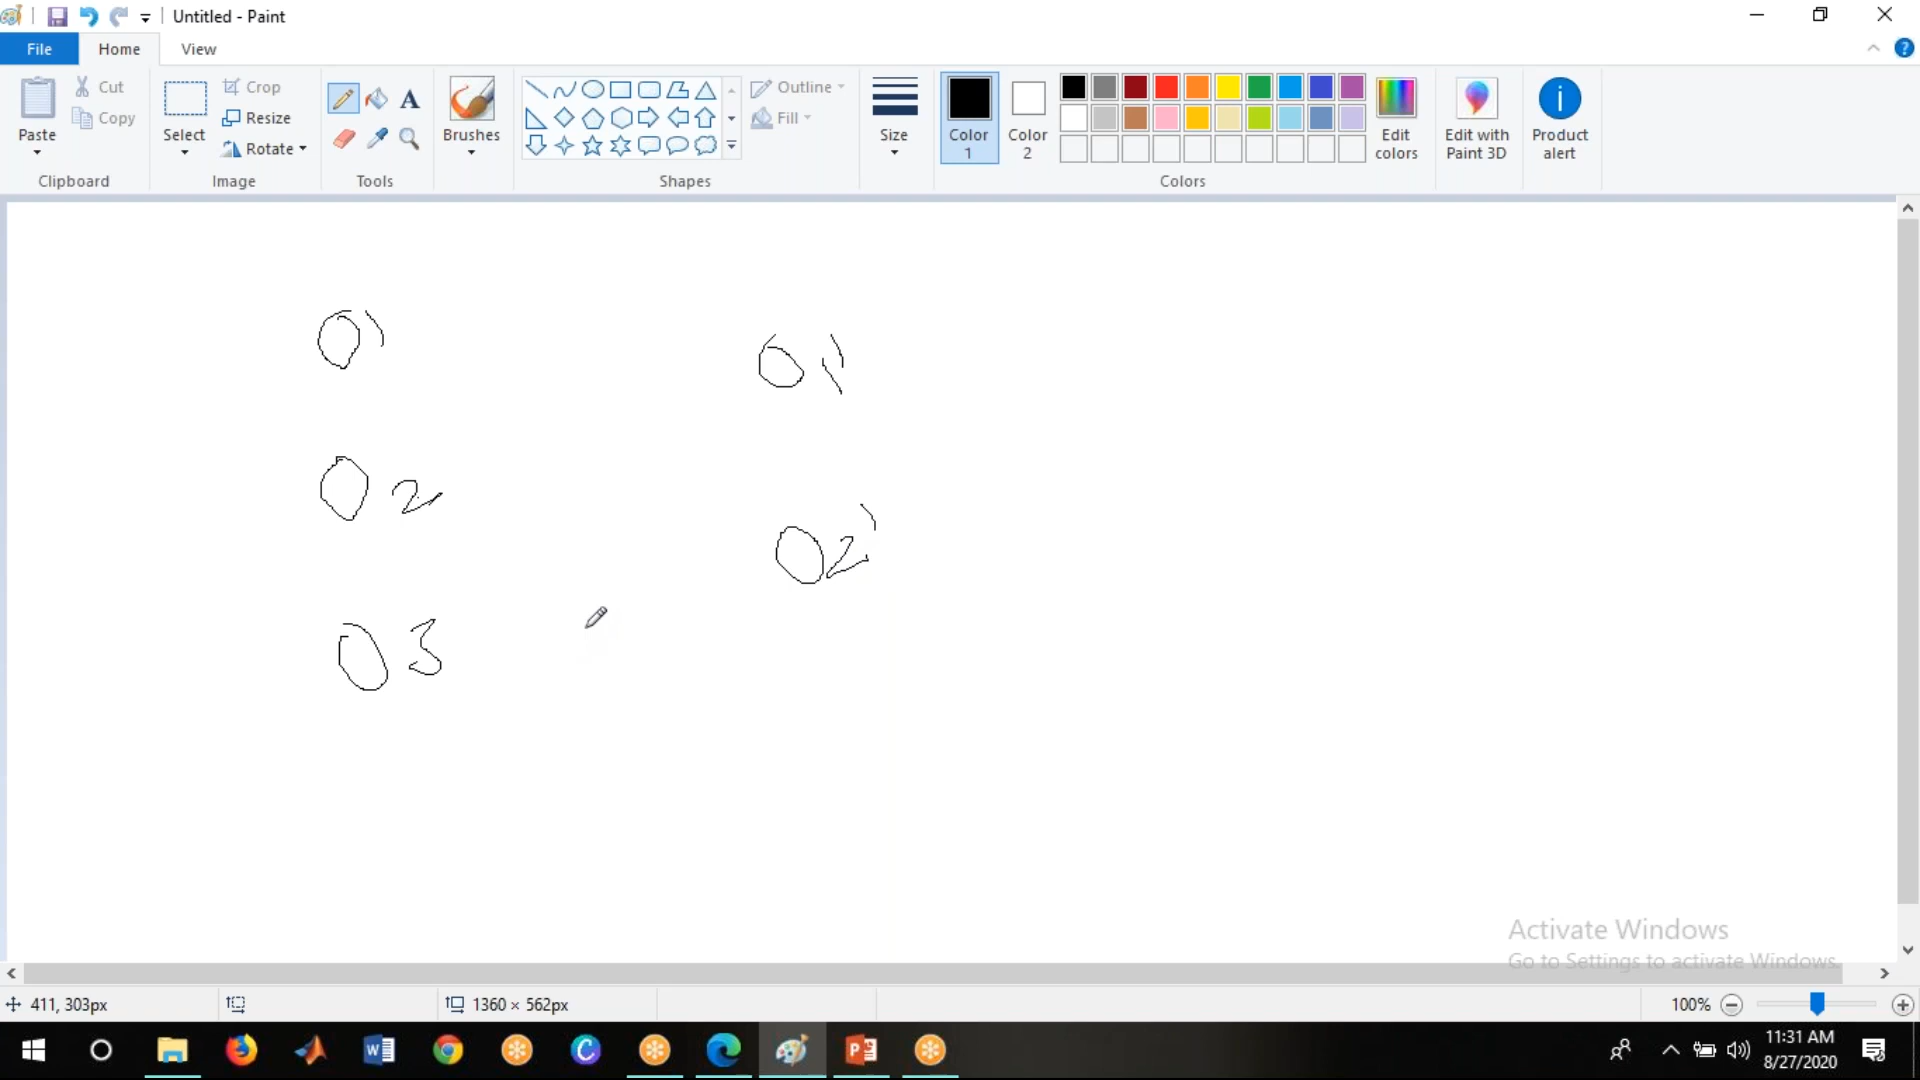 Untitled - Paint
File Home View
Paste Cut Copy Clipboard
Select Crop Resize Rotate Image
Tools
Brushes
Shapes
Outline Fill
Size
Color 1
Color 2
Edit colors
Colors
Edit with Paint 3D
Product alert
02
02'
03
Activate Windows
Go to Settings to activate Windows.
411, 303px
1360 × 562px
100%
11:31 AM
8/27/2020